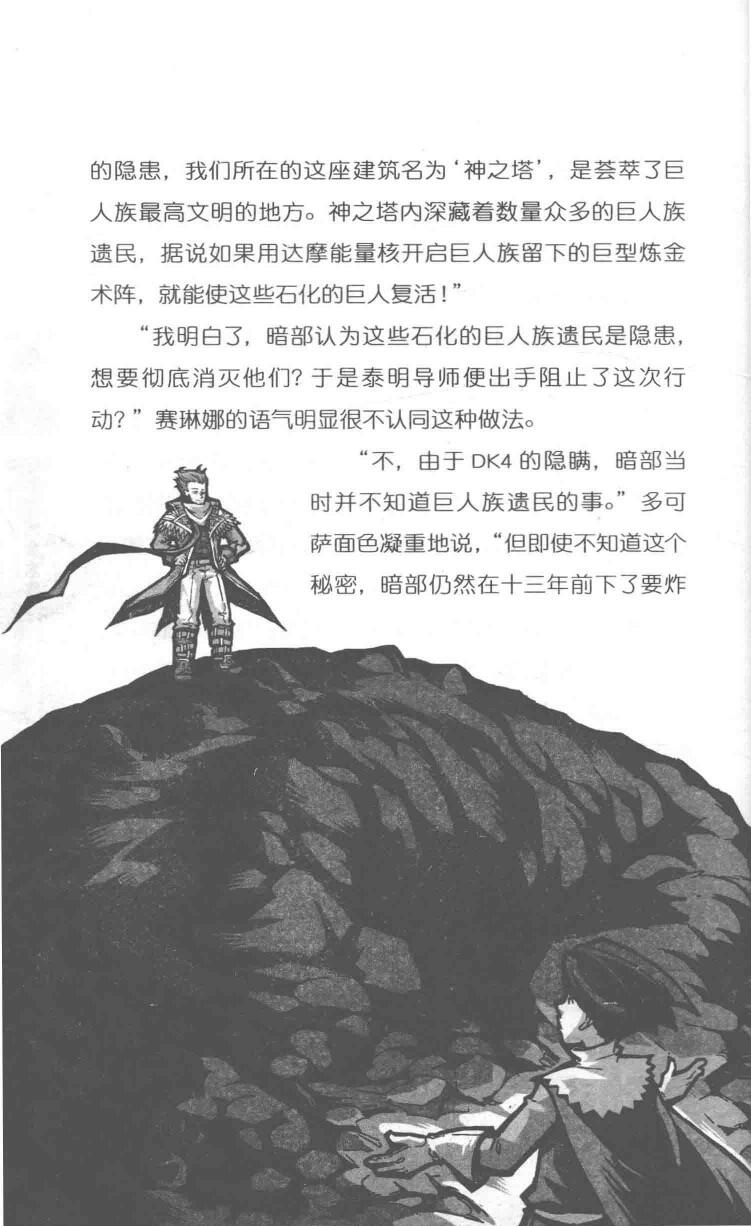 的隐患，我们所在的这座建筑名为‘神之塔’，是荟萃了巨
人族最高文明的地方。神之塔内深藏着数量众多的巨人族
遗民，据说如果用达摩能量核开启巨人族留下的巨型炼金
术阵，就能使这些石化的巨人复活！”
“我明白了，暗部认为这些石化的巨人族遗民是隐患，
想要彻底消灭他们？于是泰明导师便出手阻止了这次行
动？”赛琳娜的语气明显很不认同这种做法。
“不，由于 DK4 的隐瞒，暗部当
时并不知道巨人族遗民的事。”多可
萨面色凝重地说，“但即使不知道这个
秘密，暗部仍然在十三年前下了要炸